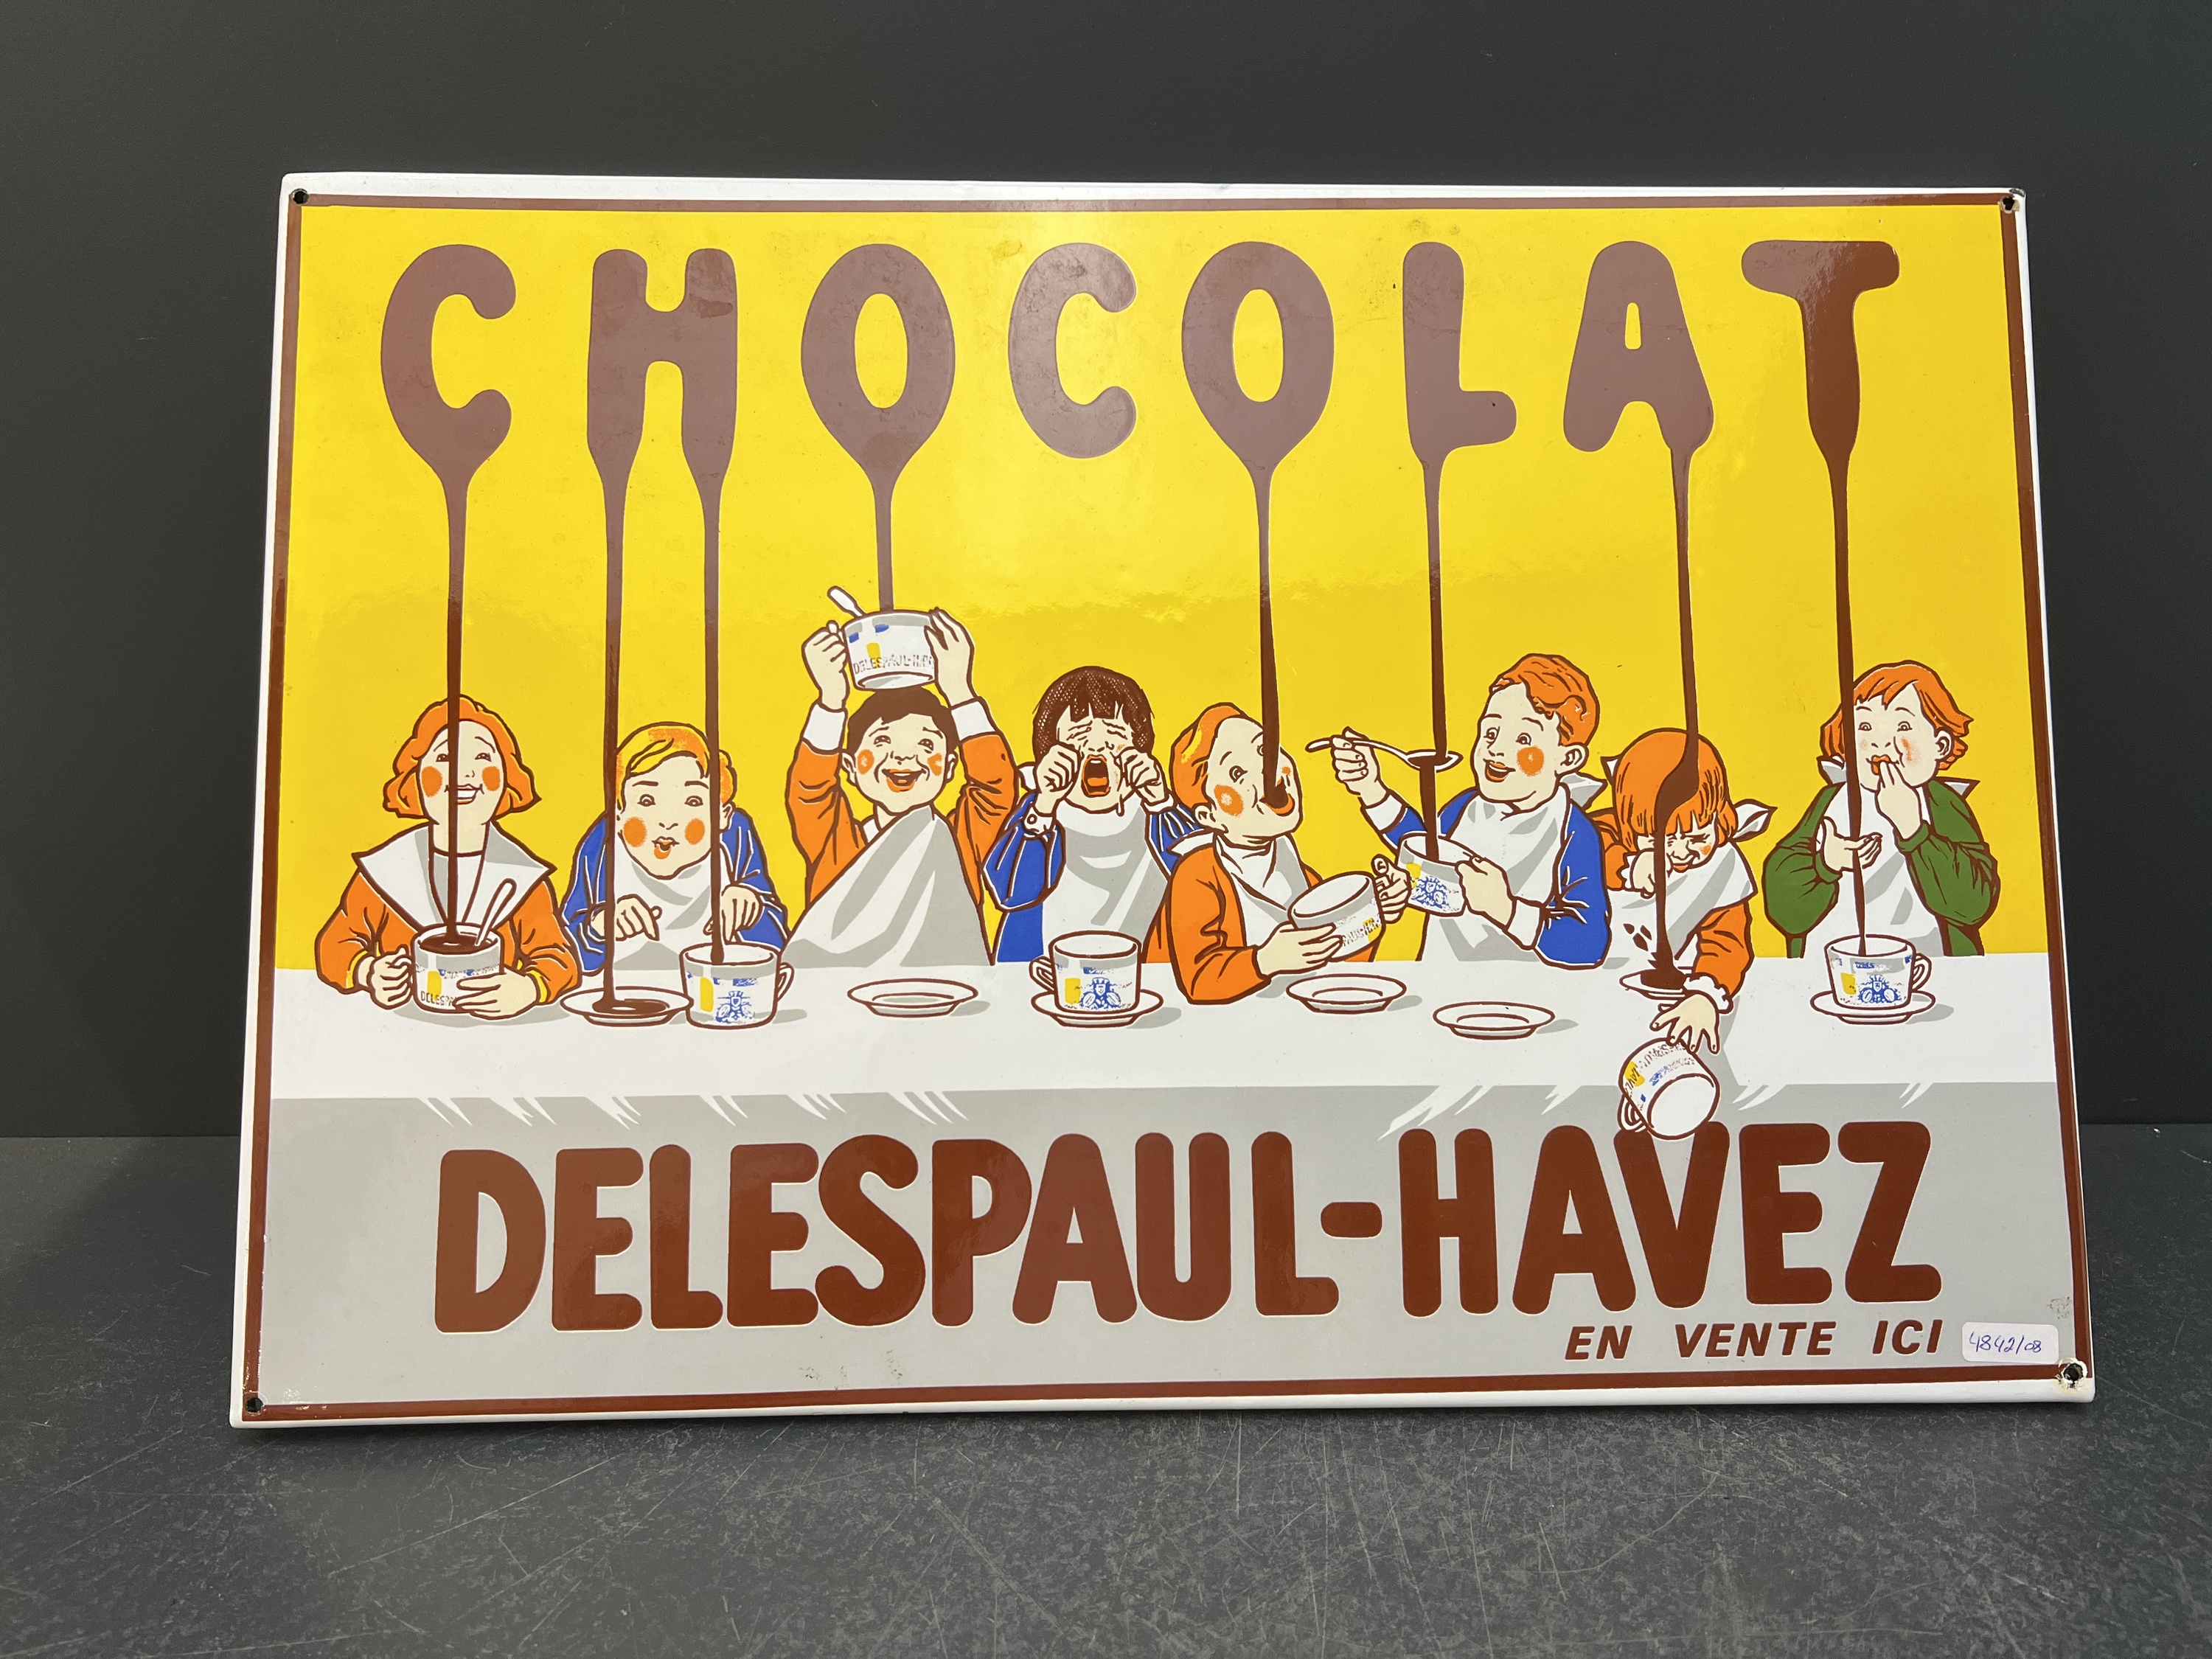 CHOCOLAT
DELESPAUL-HAVEZ
EN VENTE ICI
4842/08